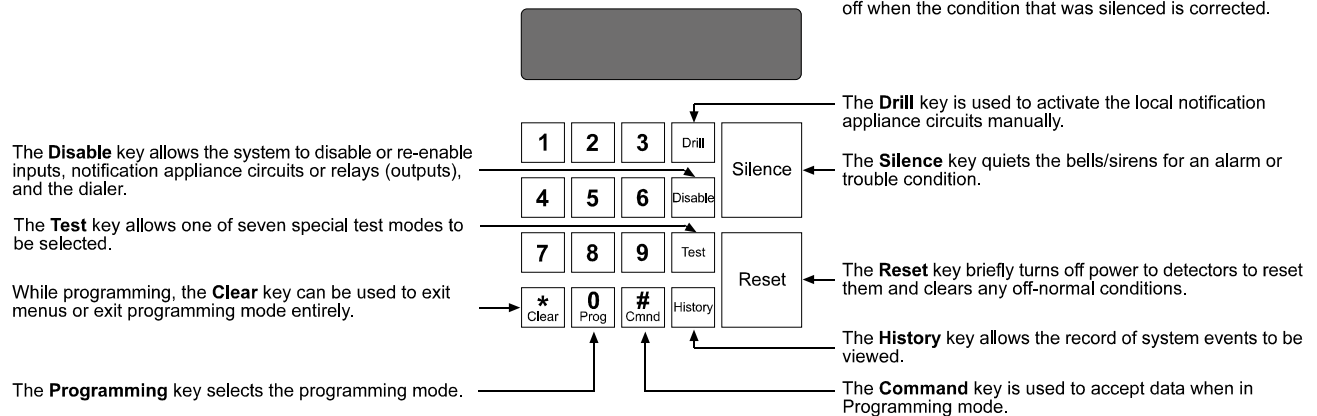 off when the condition that was silenced is corrected.
The Drill key is used to activate the local notification
appliance circuits manually.
The Disable key allows the system to disable or re-enable
inputs, notification appliance circuits or relays (outputs),
and the dialer.
The Test key allows one of seven special test modes to
be selected.
While programming, the Clear key can be used to exit
menus or exit programming mode entirely.
The Programming key selects the programming mode.
1 2 3 Drill
4 5 6 Disable
7 8 9 Test
* 0 # History
Clear Prog Cmnd
Silence
Reset
The Silence key quiets the bells/sirens for an alarm or
trouble condition.
The Reset key briefly turns off power to detectors to reset
them and clears any off-normal conditions.
The History key allows the record of system events to be
viewed.
The Command key is used to accept data when in
Programming mode.